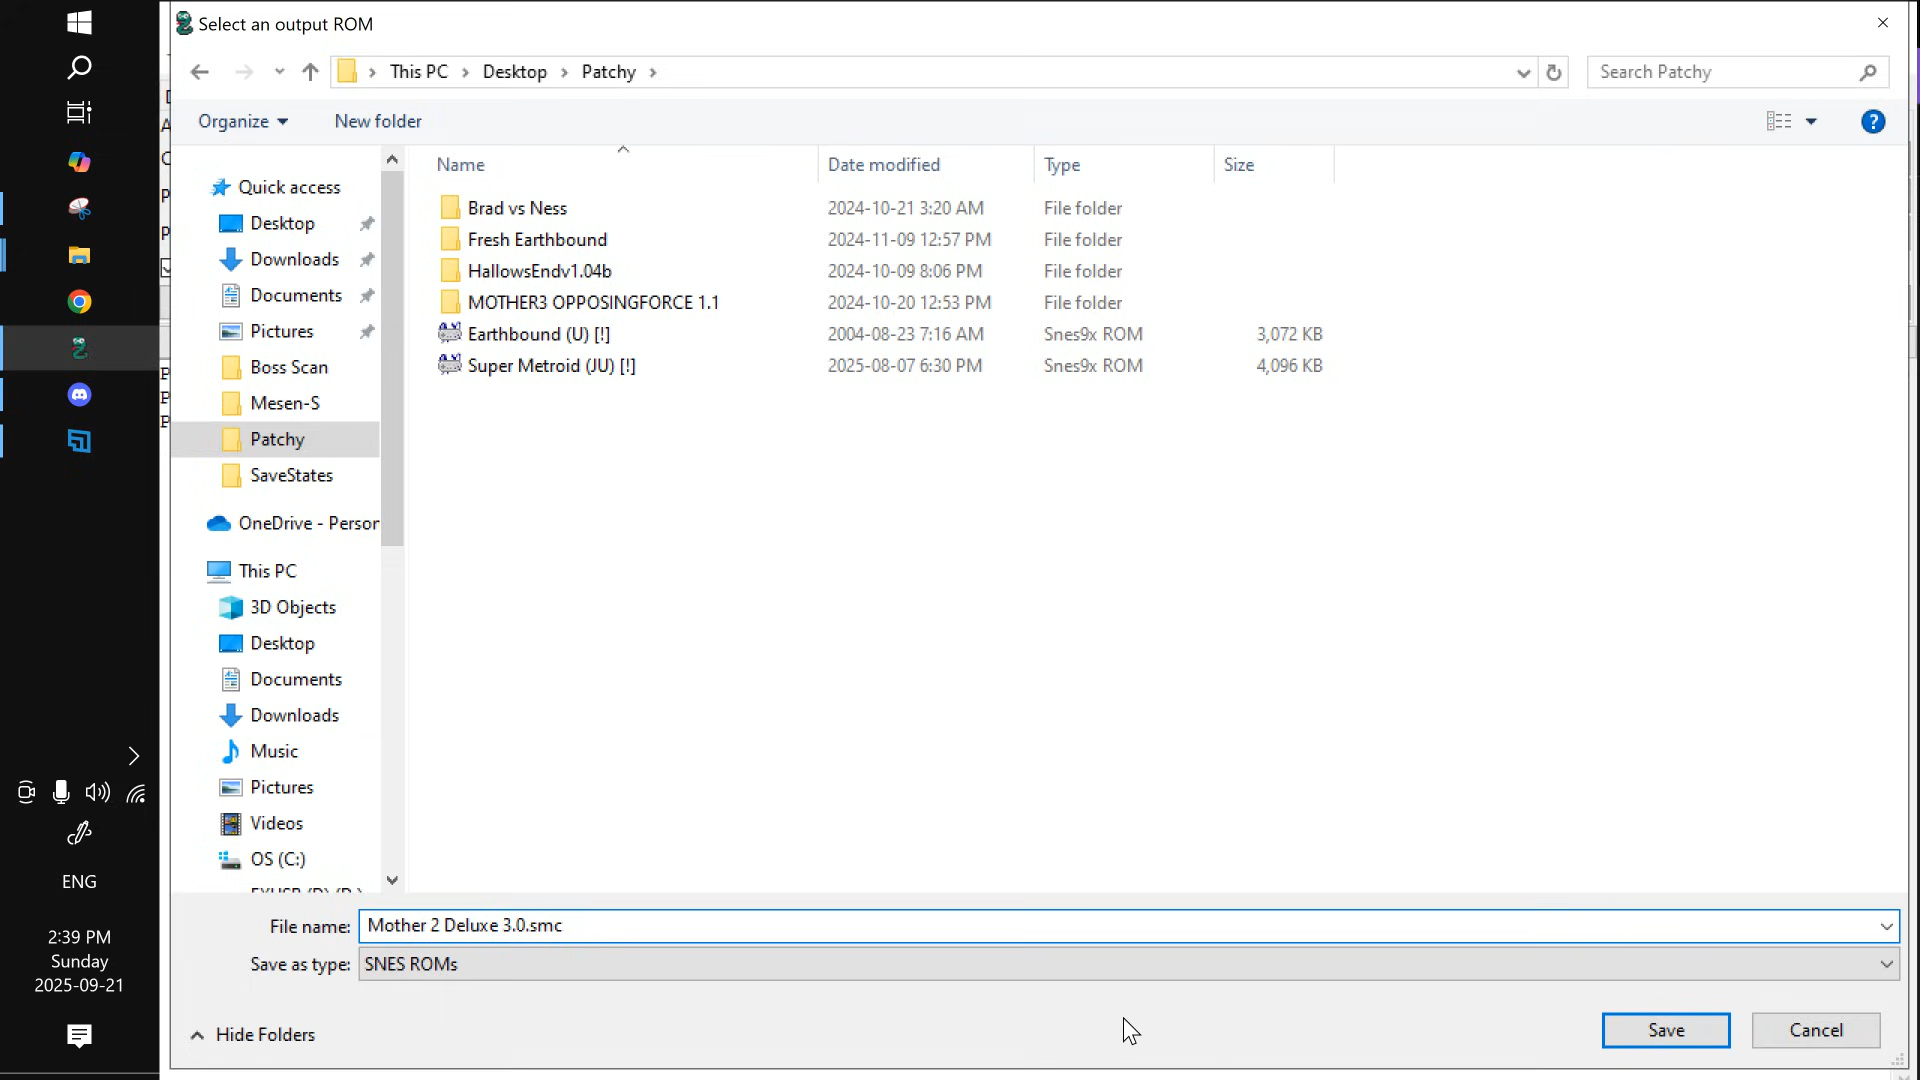 Select an output ROM
This PC
Desktop
Patchy
Search Patchy
Organize
New folder
Name
Date modified
Type
Size
Brad vs Ness
2024-10-21 3:20 AM
File folder
Fresh Earthbound
2024-11-09 12:57 PM
File folder
HallowsEndv1.04b
2024-10-09 8:06 PM
File folder
MOTHER3 OPPOSINGFORCE 1.1
2024-10-20 12:53 PM
File folder
Earthbound (U) [!]
2004-08-23 7:16 AM
Snes9x ROM
3,072 KB
Super Metroid (JU) [!]
2025-08-07 6:30 PM
Snes9x ROM
4,096 KB
Quick access
Desktop
Downloads
Documents
Pictures
Boss Scan
Mesen-S
Patchy
SaveStates
OneDrive - Person
This PC
3D Objects
Desktop
Documents
Downloads
Music
Pictures
Videos
OS (C:)
File name: Mother 2 Deluxe 3.0.smc
Save as type: SNES ROMs
Hide Folders
Save
Cancel
ENG
2:39 PM
Sunday
2025-09-21